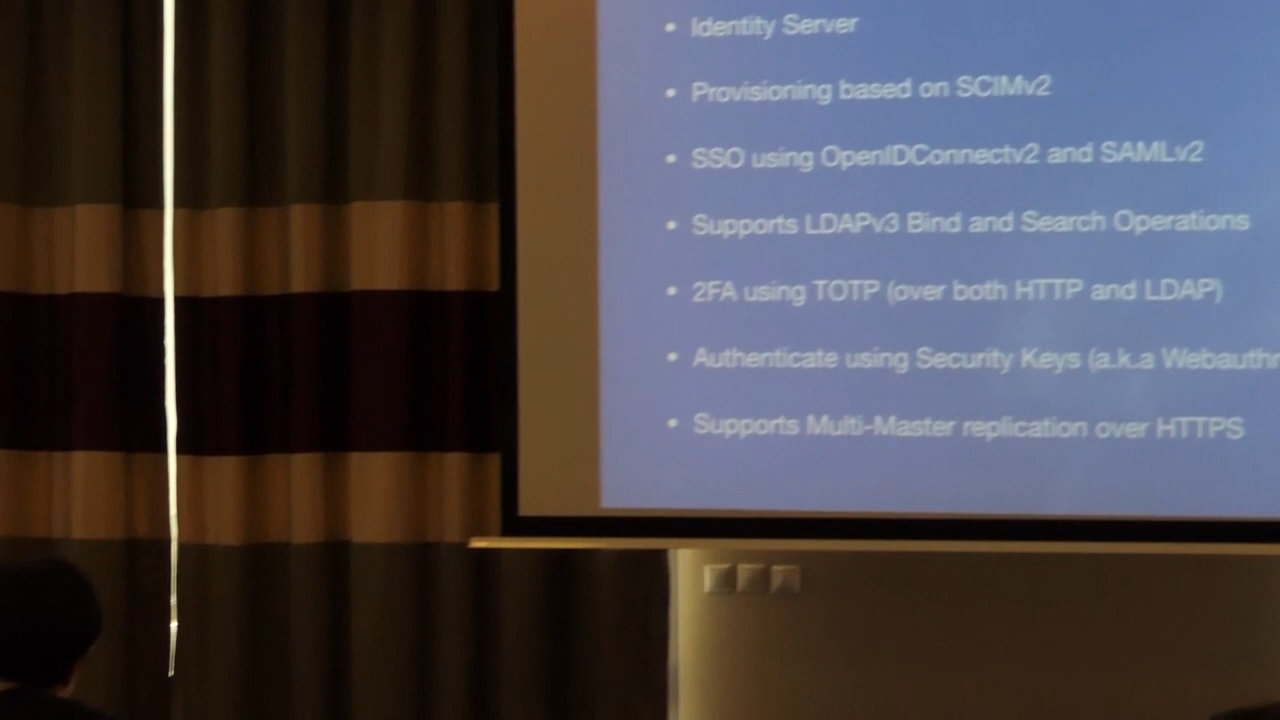 • Identity Server
• Provisioning based on SCIMv2
• SSO using OpenIDConnectv2 and SAMLv2
• Supports LDAPv3 Bind and Search Operations
• 2FA using TOTP (over both HTTP and LDAP)
• Authenticate using Security Keys (a.k.a
• Supports Multi-Master replication over HTTPS